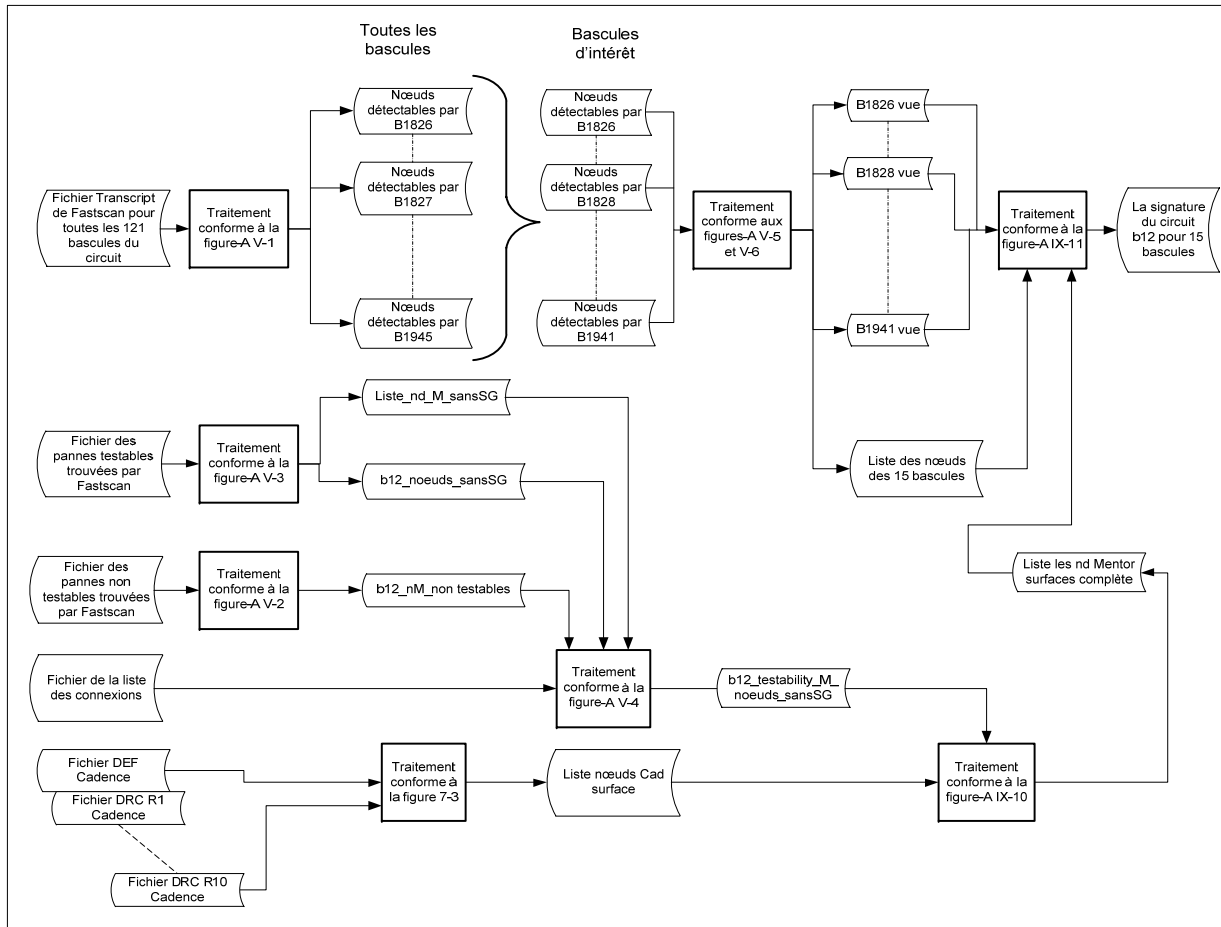 Toutes les
bascules
Bascules
d'intérêt
Fichier Transcript
de Fastscan pour
toutes les 121
bascules du
circuit
Traitement
conforme à la
figure-A V-1
Nœuds
détectables par
B1826
Nœuds
détectables par
B1827
Nœuds
détectables par
B1945
Nœuds
détectables par
B1826
Nœuds
détectables par
B1828
Nœuds
détectables par
B1941
Traitement
conforme aux
figures-A V-5
et V-6
B1826 vue
B1828 vue
B1941 vue
Liste des nœuds
des 15 bascules
Traitement
conforme à la
figure-A IX-11
La signature
du circuit
b12 pour 15
bascules
Fichier des
pannes testables
trouvées par
Fastscan
Traitement
conforme à la
figure-A V-3
Liste_nd_M_sansSG
b12_noeuds_sansSG
Fichier des
pannes non
testables trouvées
par Fastscan
Traitement
conforme à la
figure-A V-2
b12_nM_non testables
Liste les nd Mentor
surfaces complète
Fichier de la liste
des connexions
Traitement
conforme à la
figure-A V-4
b12_testability_M_
noeuds_sansSG
Fichier DEF
Cadence
Fichier DRC R1
Cadence
Fichier DRC R10
Cadence
Traitement
conforme à
la figure 7-3
Liste nœuds Cad
surface
Traitement
conforme à la
figure-A IX-10